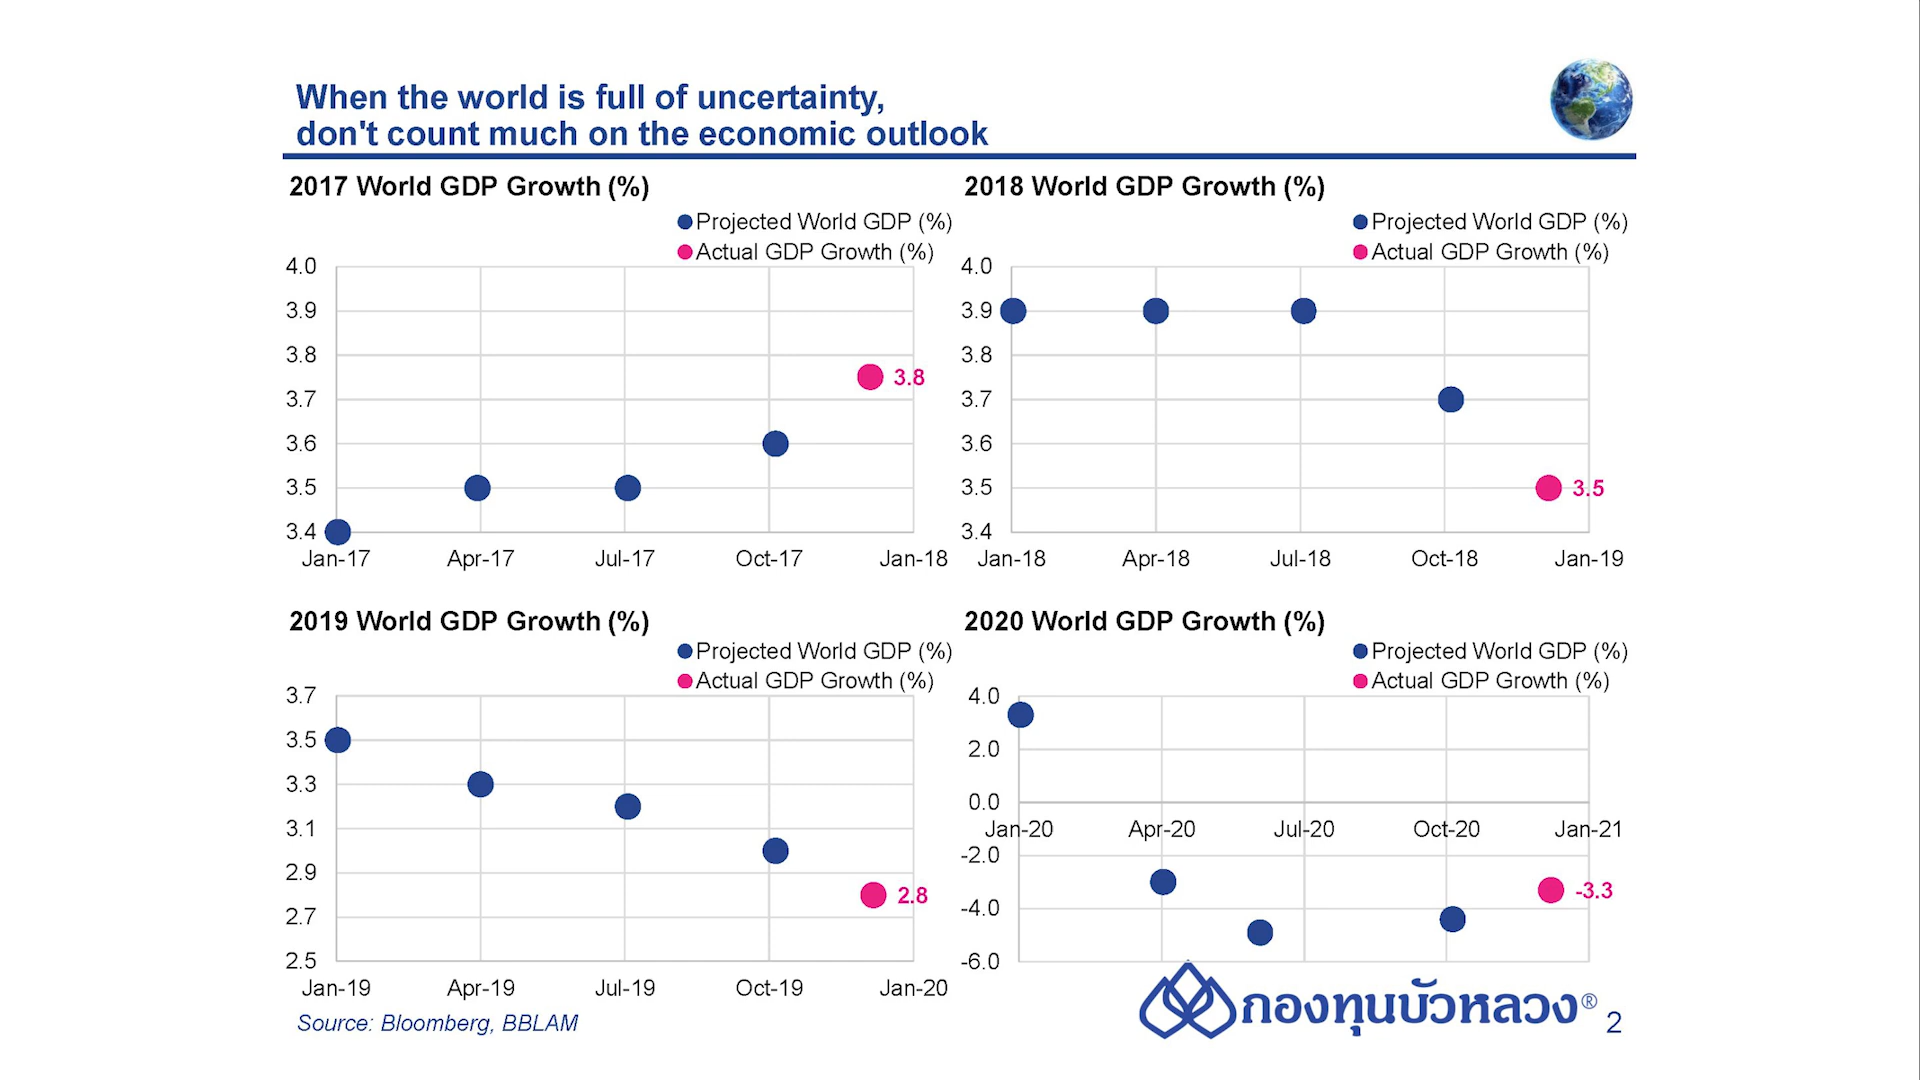 When the world is full of uncertainty,
don't count much on the economic outlook
2017 World GDP Growth (%)
Projected World GDP (%)
Actual GDP Growth (%)
4.0
3.9
3.8
3.7
3.6
3.5
3.4
3.8
Jan-17 Apr-17 Jul-17 Oct-17 Jan-18
2018 World GDP Growth (%)
Projected World GDP (%)
Actual GDP Growth (%)
4.0
3.9
3.8
3.7
3.6
3.5
3.4
3.5
Jan-18 Apr-18 Jul-18 Oct-18 Jan-19
2019 World GDP Growth (%)
Projected World GDP (%)
Actual GDP Growth (%)
3.7
3.5
3.3
3.1
2.9
2.7
2.5
2.8
Jan-19 Apr-19 Jul-19 Oct-19 Jan-20
2020 World GDP Growth (%)
Projected World GDP (%)
Actual GDP Growth (%)
4.0
2.0
0.0
Jan-20 Apr-20 Jul-20 Oct-20 Jan-21
-2.0
-4.0
-6.0
-3.3
Source: Bloomberg, BBLAM
กองทุนบัวหลวง®
2